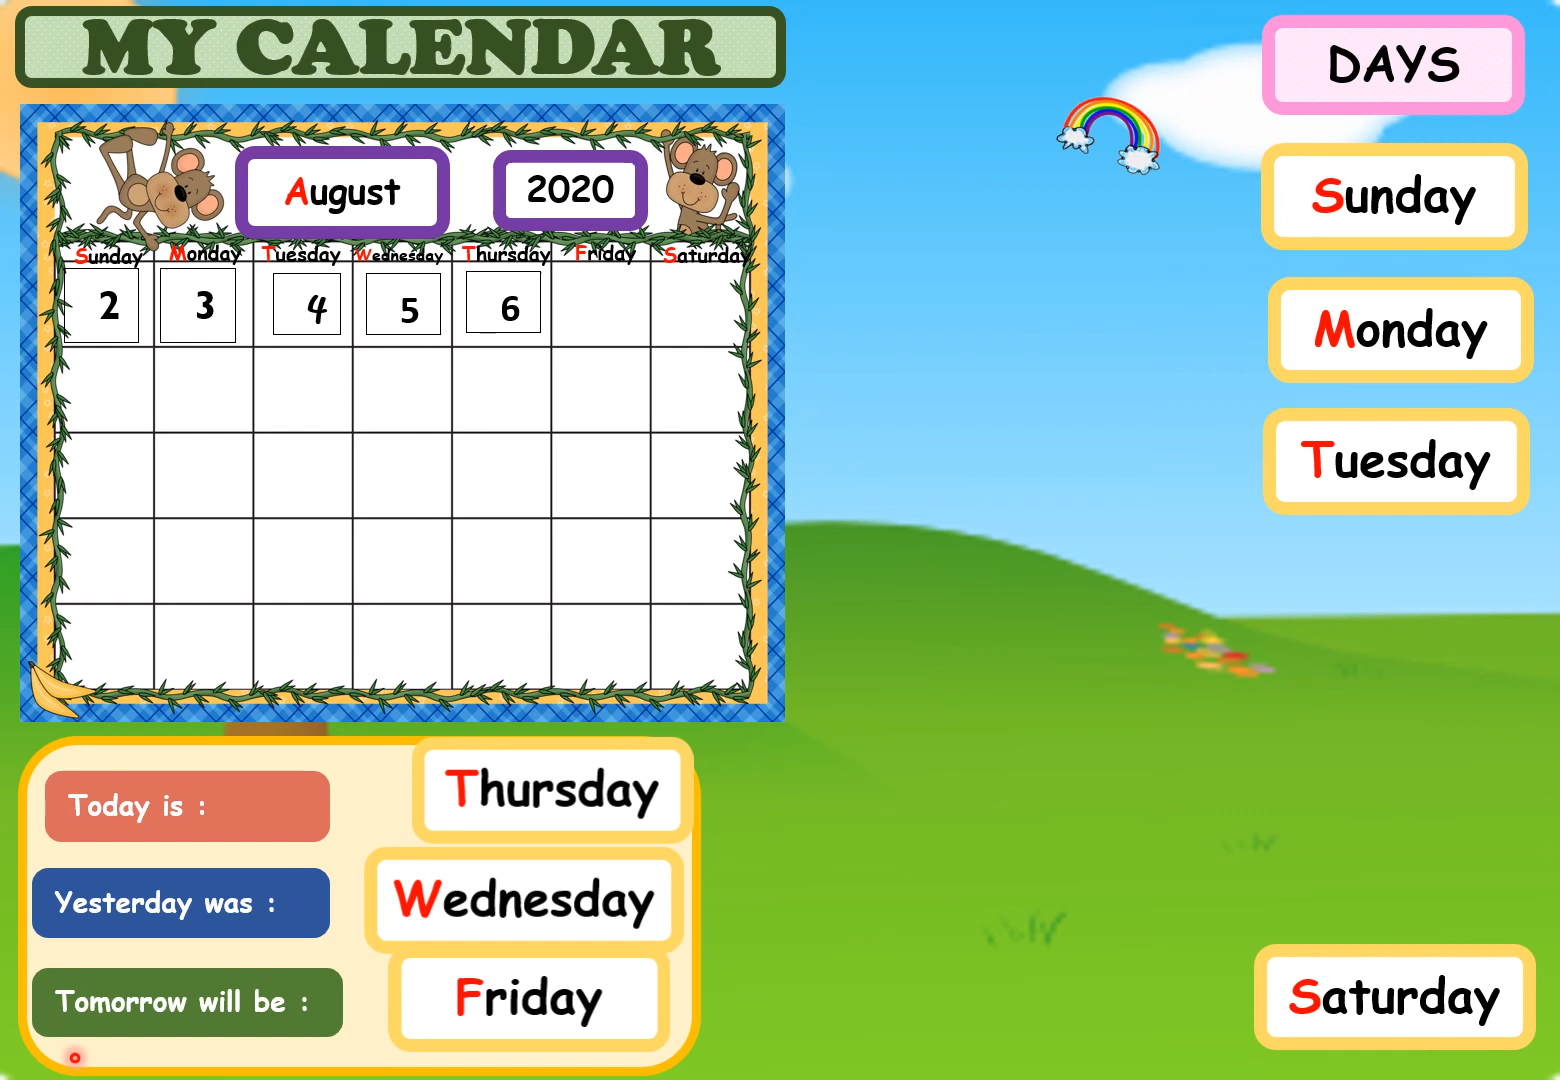 MY CALENDAR
August 2020
Sunday Monday Tuesday Wednesday Thursday Friday Saturday
2 3 4 5 6
Today is : Thursday
Yesterday was : Wednesday
Tomorrow will be : Friday
DAYS
Sunday
Monday
Tuesday
Saturday